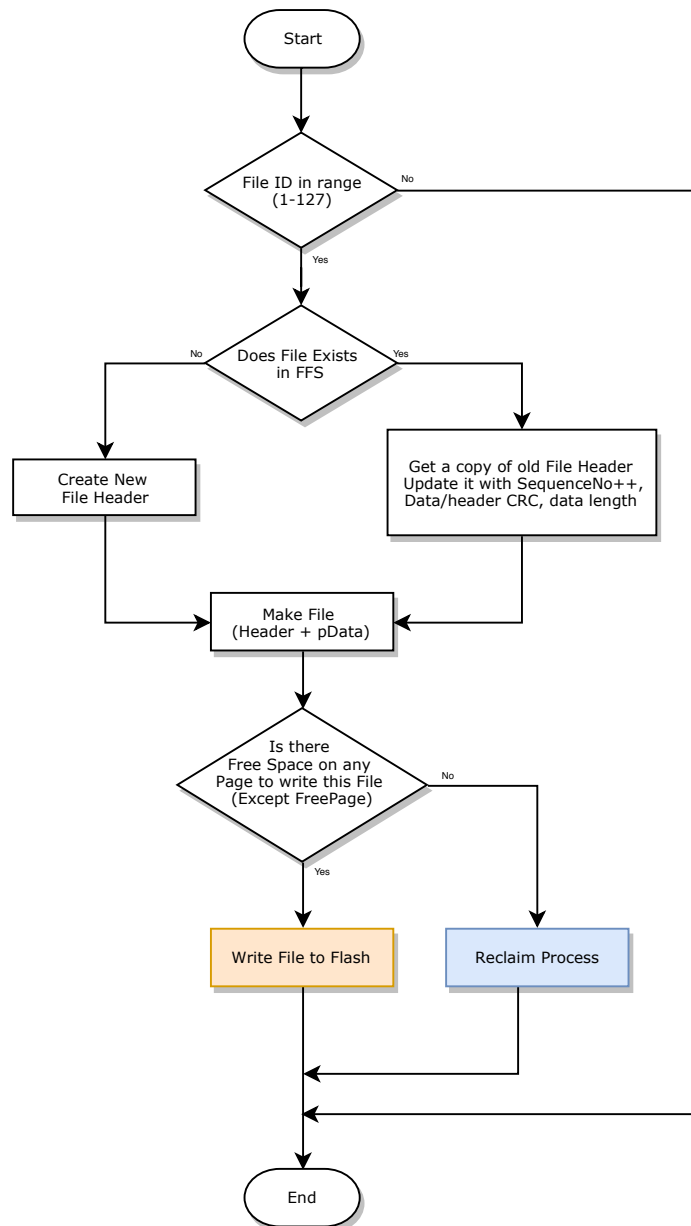 Start
File ID in range
(1-127)
No
Yes
Does File Exists
in FFS
No
Yes
Create New
File Header
Get a copy of old File Header
Update it with SequenceNo++,
Data/header CRC, data length
Make File
(Header + pData)
Is there
Free Space on any
Page to write this File
(Except FreePage)
No
Yes
Write File to Flash
Reclaim Process
End